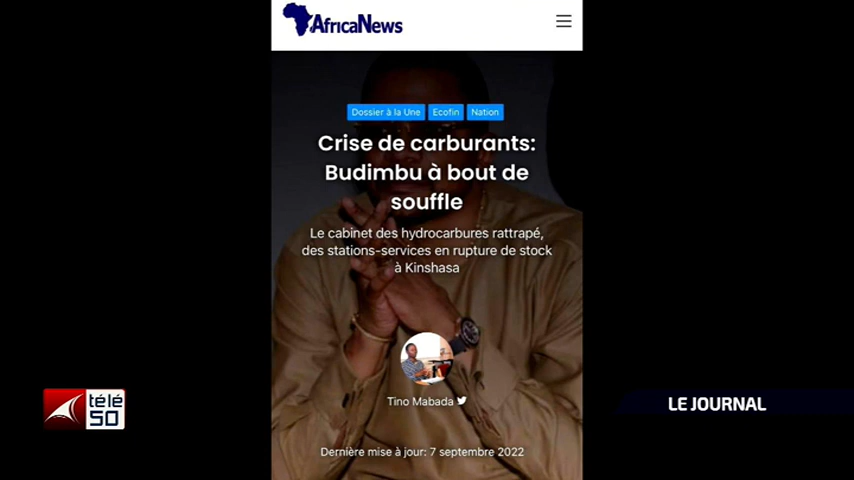 AfricaNews
Dossier à la Une Ecofin Nation
Crise de carburants:
Budimbu à bout de
souffle
Le cabinet des hydrocarbures rattrapé,
des stations-services en rupture de stock
à Kinshasa
Tino Mabada
Dernière mise à jour: 7 septembre 2022
télé
50
LE JOURNAL